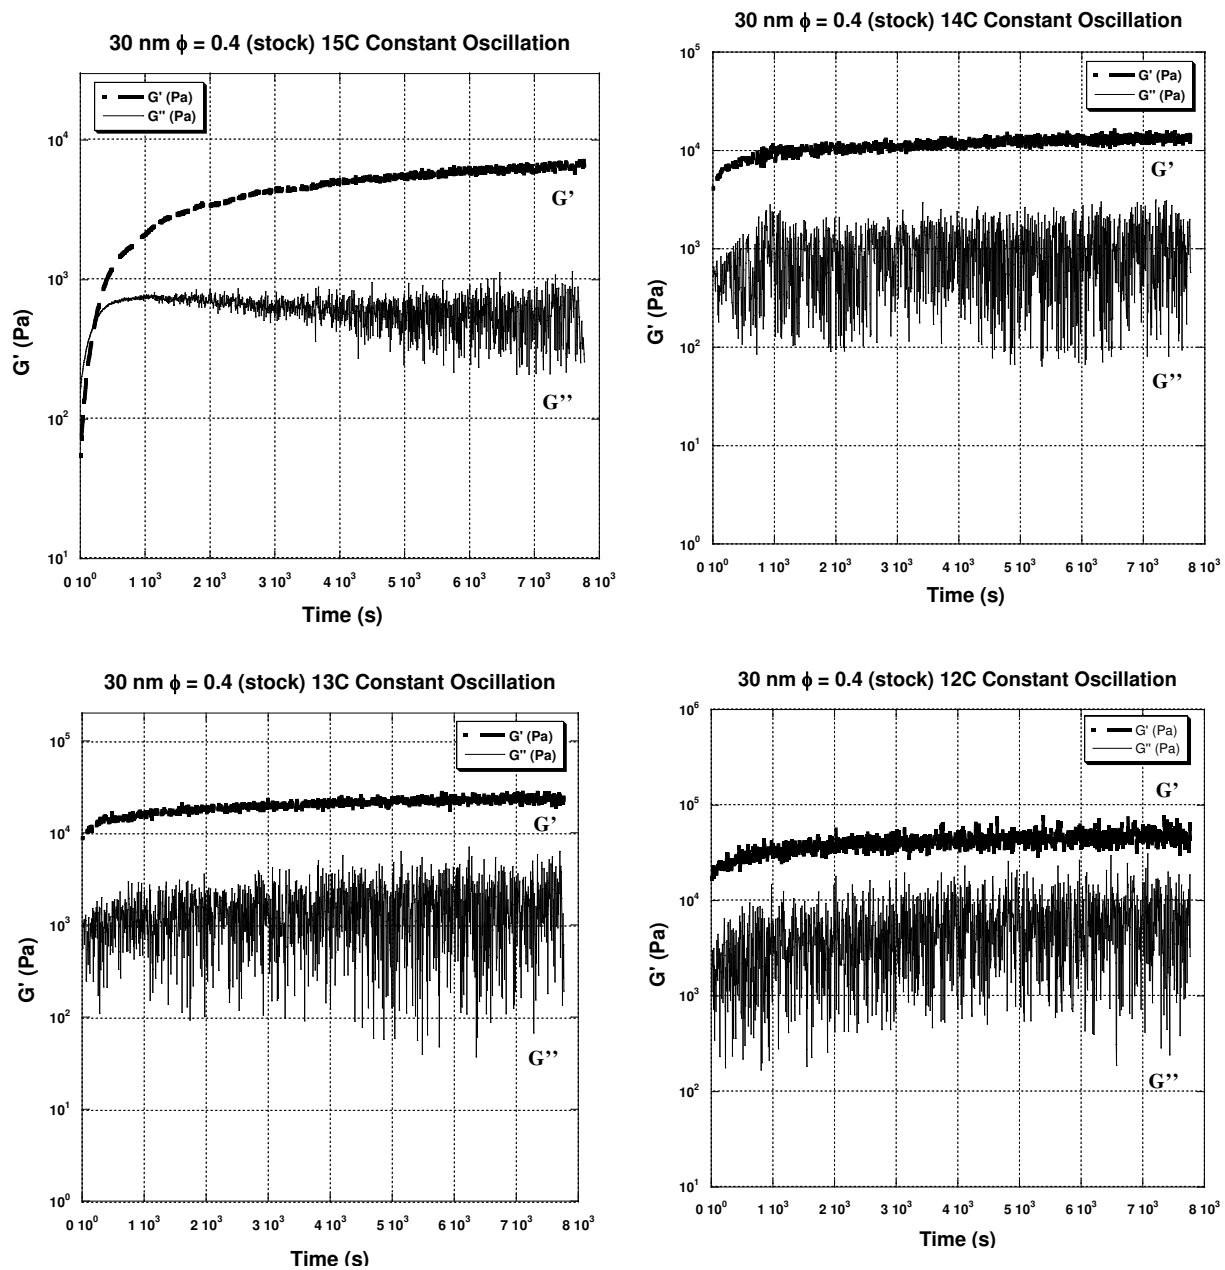 30 nm ϕ = 0.4 (stock) 15C Constant Oscillation
G' (Pa)
G'' (Pa)
10⁴
10³
10²
10¹
G' (Pa)
G’
G’’
0 10⁰ 1 10³ 2 10³ 3 10³ 4 10³ 5 10³ 6 10³ 7 10³ 8 10³
Time (s)
30 nm ϕ = 0.4 (stock) 14C Constant Oscillation
G' (Pa)
G'' (Pa)
10⁵
10⁴
10³
10²
10¹
10⁰
G' (Pa)
G’
G’’
0 10⁰ 1 10³ 2 10³ 3 10³ 4 10³ 5 10³ 6 10³ 7 10³ 8 10³
Time (s)
30 nm ϕ = 0.4 (stock) 13C Constant Oscillation
G' (Pa)
G'' (Pa)
10⁵
10⁴
10³
10²
10¹
10⁰
G' (Pa)
G’
G’’
0 10⁰ 1 10³ 2 10³ 3 10³ 4 10³ 5 10³ 6 10³ 7 10³ 8 10³
Time (s)
30 nm ϕ = 0.4 (stock) 12C Constant Oscillation
G' (Pa)
G'' (Pa)
10⁶
10⁵
10⁴
10³
10²
10¹
G' (Pa)
G’
G’’
0 10⁰ 1 10³ 2 10³ 3 10³ 4 10³ 5 10³ 6 10³ 7 10³ 8 10³
Time (s)